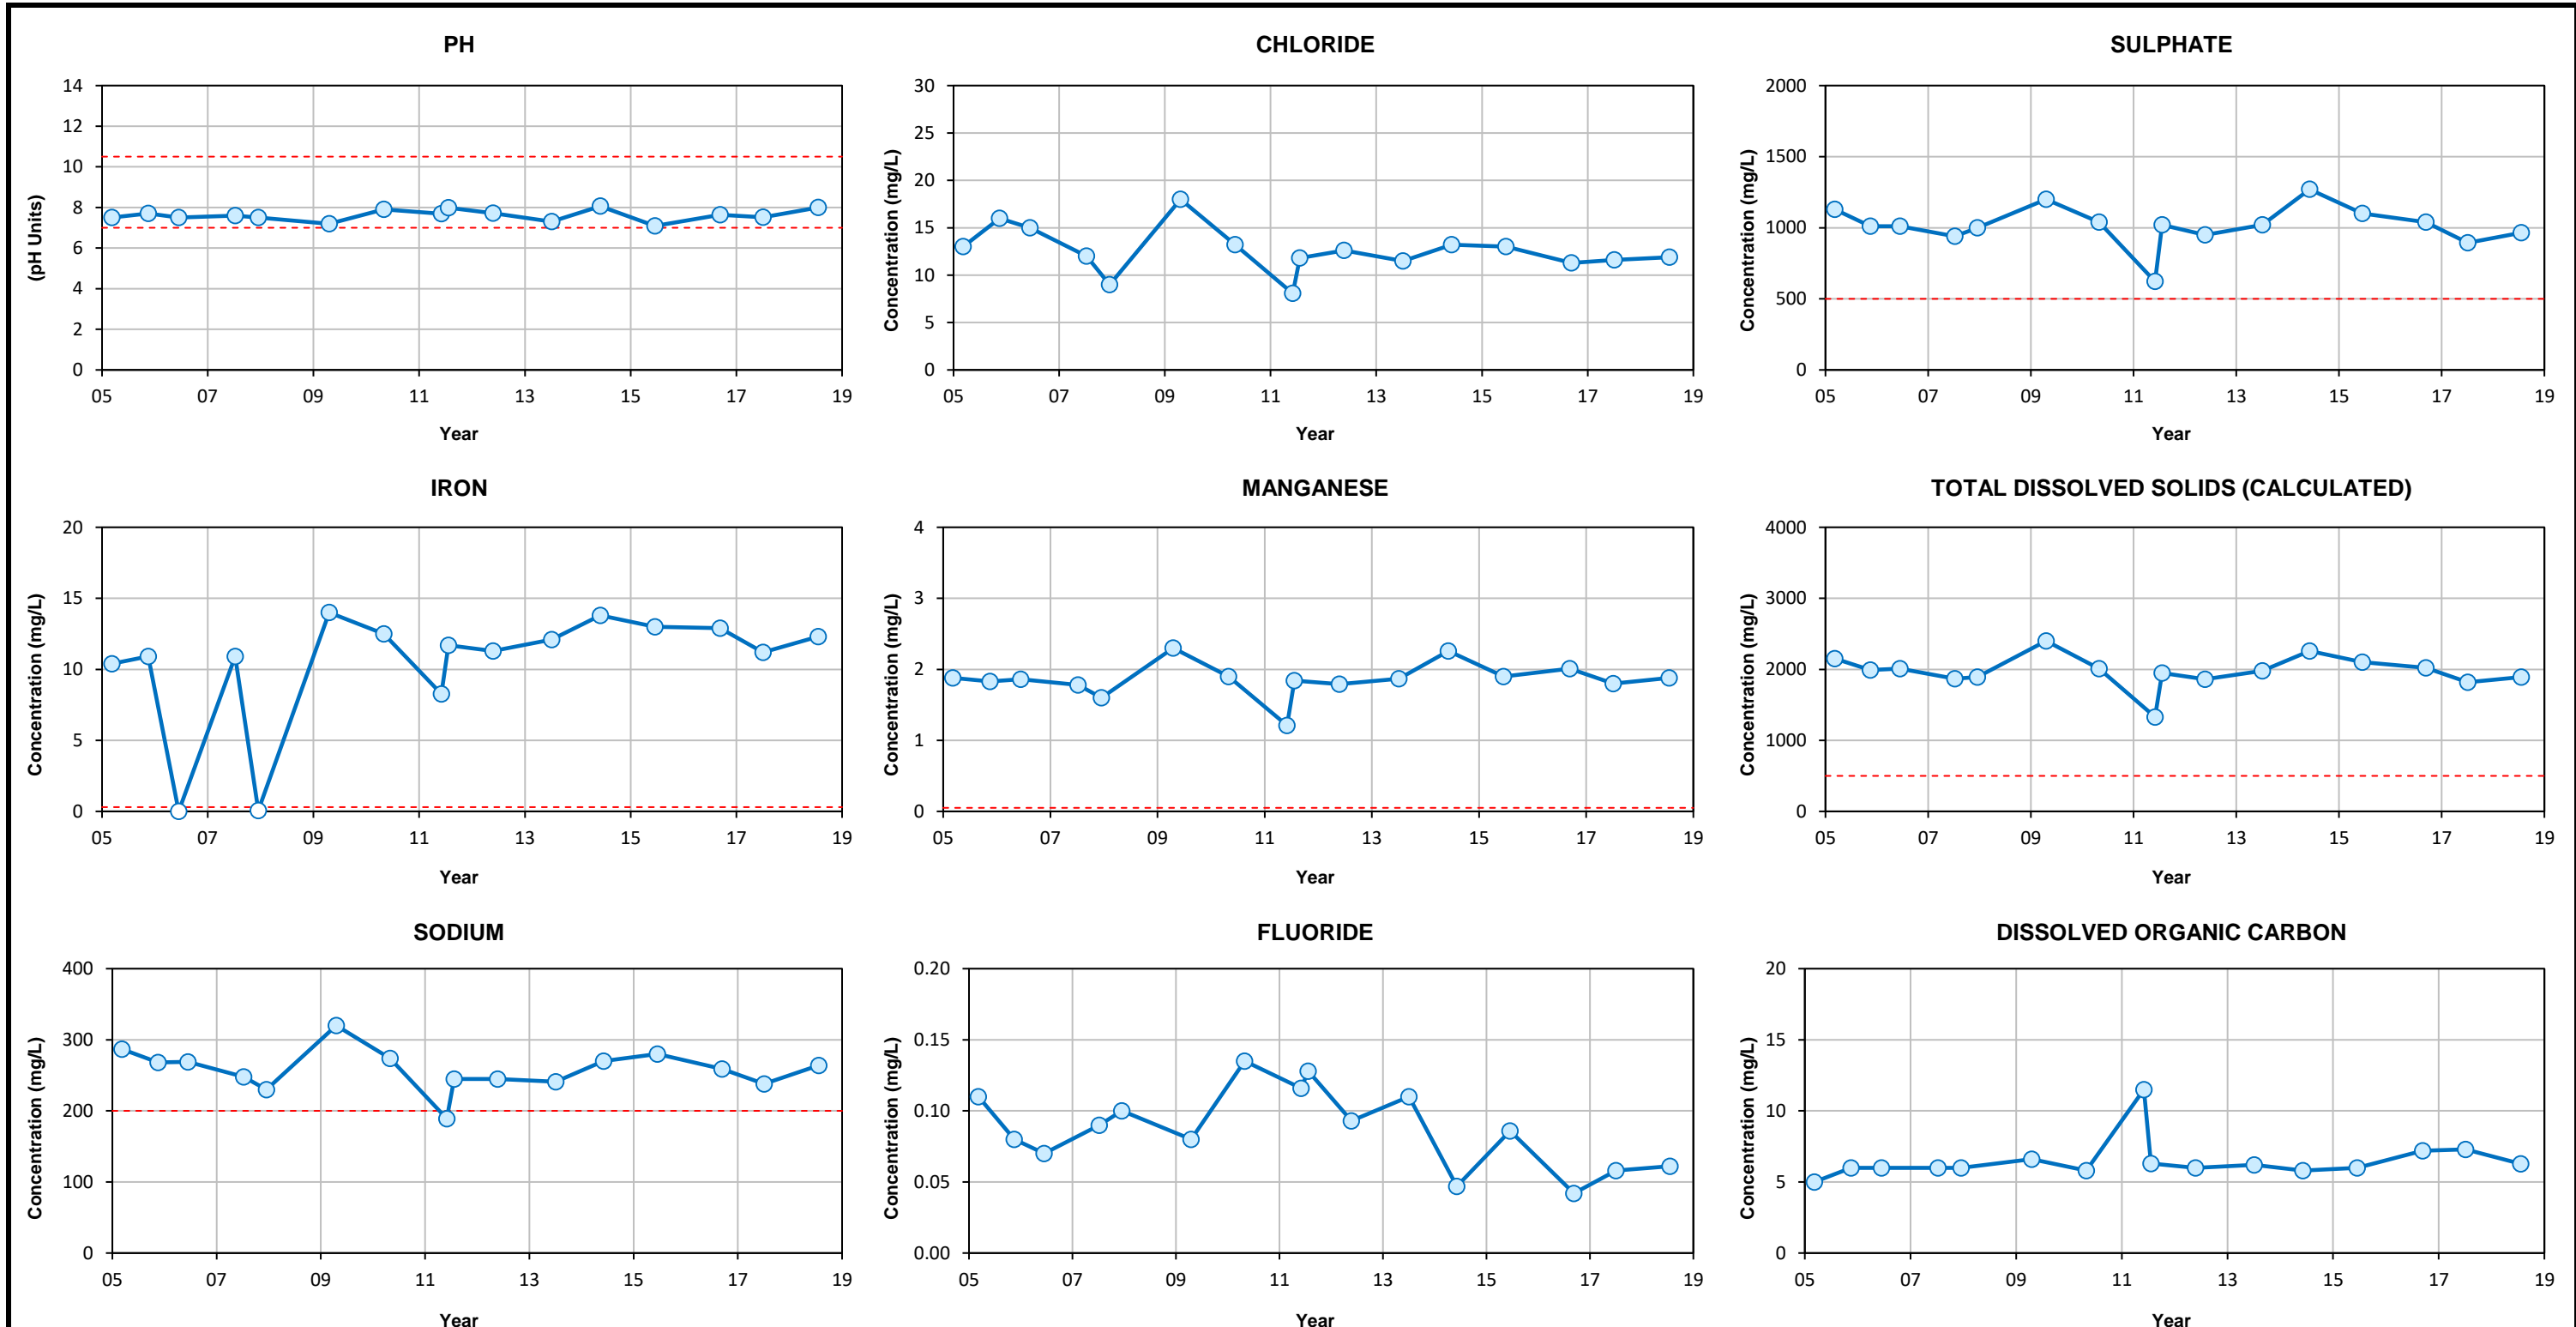 PH
14
12
10
8
6
4
2
0
(pH Units)
05 07 09 11 13 15 17 19
Year
CHLORIDE
30
25
20
15
10
5
0
Concentration (mg/L)
05 07 09 11 13 15 17 19
Year
SULPHATE
2000
1500
1000
500
0
Concentration (mg/L)
05 07 09 11 13 15 17 19
Year
IRON
20
15
10
5
0
Concentration (mg/L)
05 07 09 11 13 15 17 19
Year
MANGANESE
4
3
2
1
0
Concentration (mg/L)
05 07 09 11 13 15 17 19
Year
TOTAL DISSOLVED SOLIDS (CALCULATED)
4000
3000
2000
1000
0
Concentration (mg/L)
05 07 09 11 13 15 17 19
Year
SODIUM
400
300
200
100
0
Concentration (mg/L)
05 07 09 11 13 15 17 19
Year
FLUORIDE
0.20
0.15
0.10
0.05
0.00
Concentration (mg/L)
05 07 09 11 13 15 17 19
Year
DISSOLVED ORGANIC CARBON
20
15
10
5
0
Concentration (mg/L)
05 07 09 11 13 15 17 19
Year